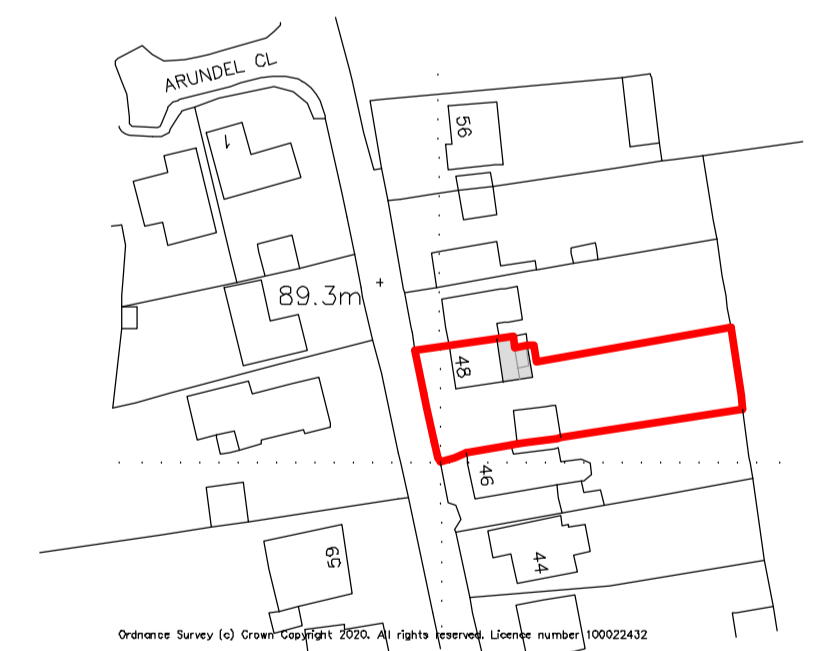 ARUNDEL CL
1
56
89.3m
48
46
69
44
Ordnance Survey (c) Crown Copyright 2020. All rights reserved. Licence number 100022432